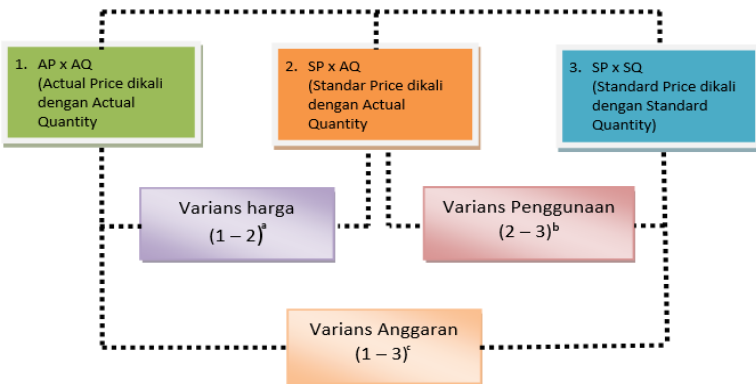 1. AP x AQ
(Actual Price dikali
dengan Actual
Quantity
2. SP x AQ
(Standar Price dikali
dengan Actual
Quantity
3. SP x SQ
(Standard Price dikali
dengan Standard
Quantity)
Varians harga
(1 – 2)ª
Varians Penggunaan
(2 – 3)ᵇ
Varians Anggaran
(1 – 3)ᶜ